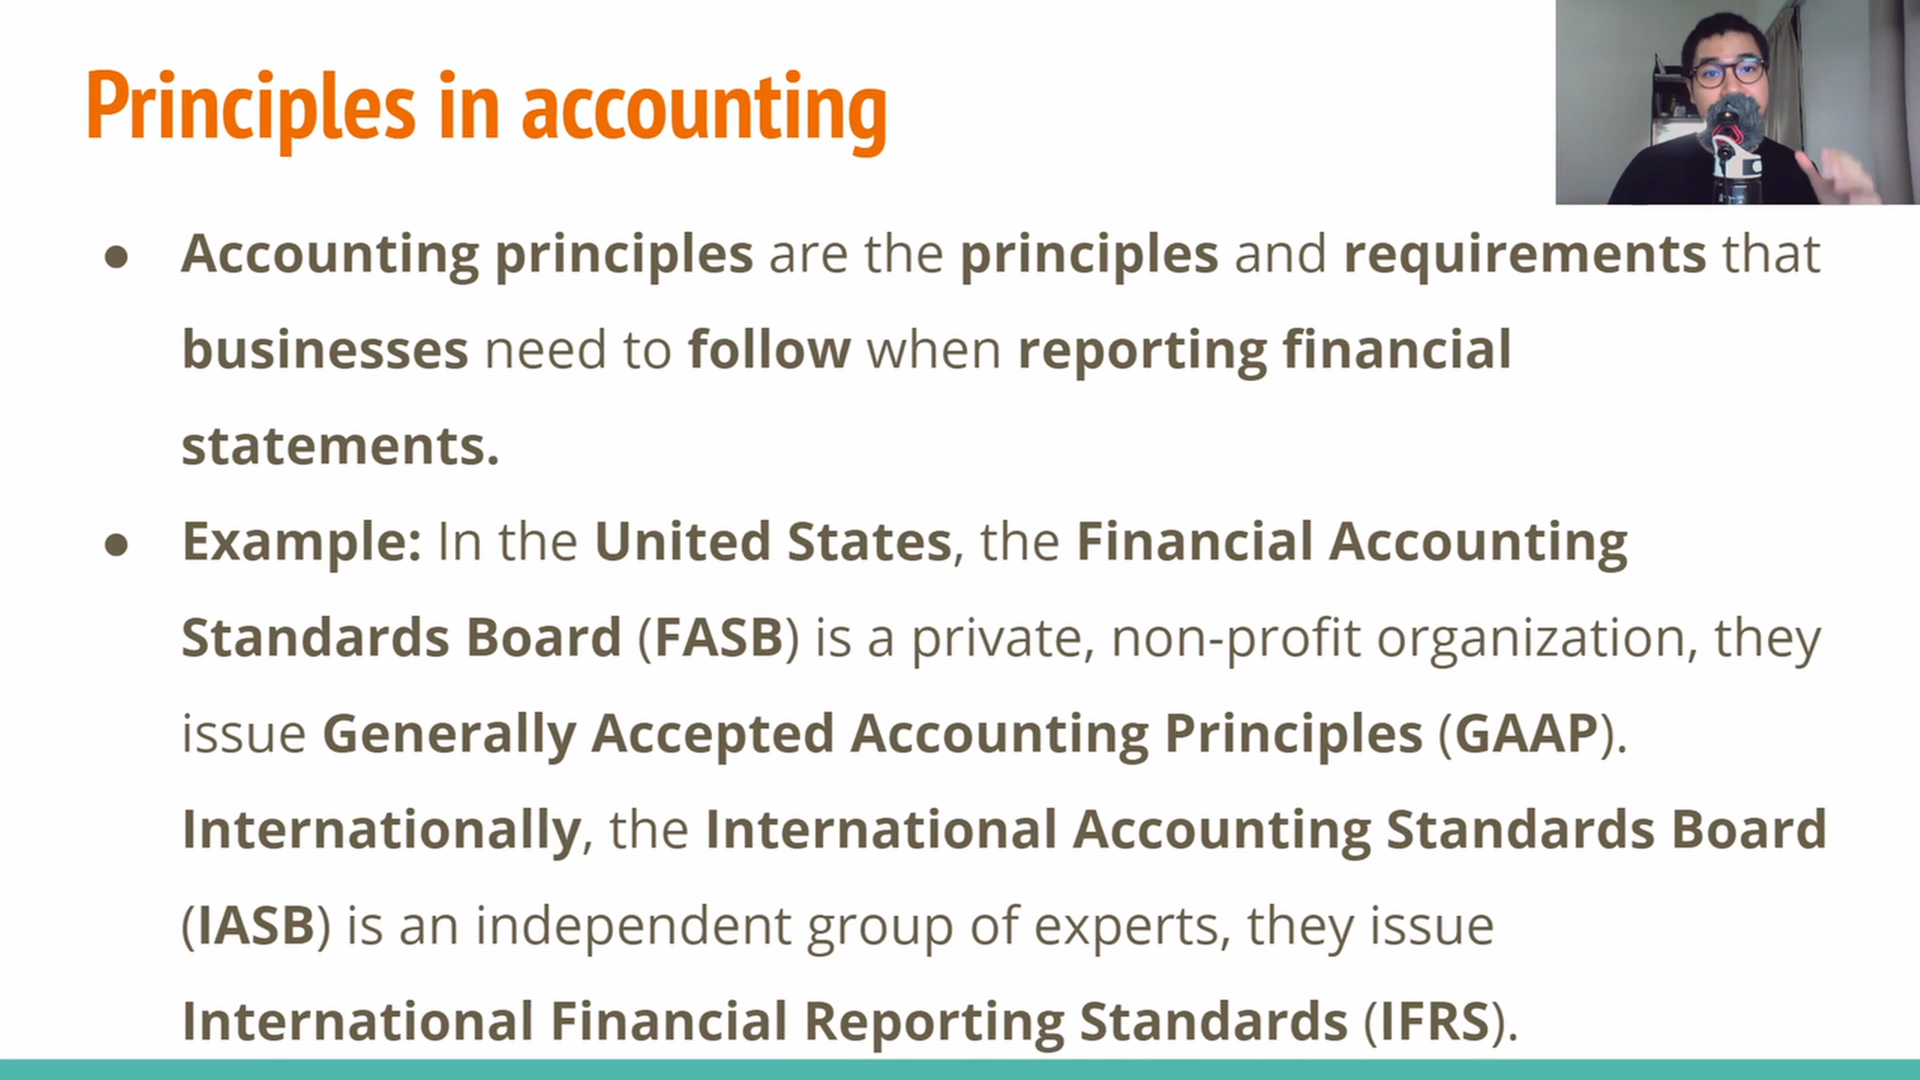 Principles in accounting
● Accounting principles are the principles and requirements that
businesses need to follow when reporting financial
statements.
● Example: In the United States, the Financial Accounting
Standards Board (FASB) is a private, non-profit organization, they
issue Generally Accepted Accounting Principles (GAAP).
Internationally, the International Accounting Standards Board
(IASB) is an independent group of experts, they issue
International Financial Reporting Standards (IFRS).